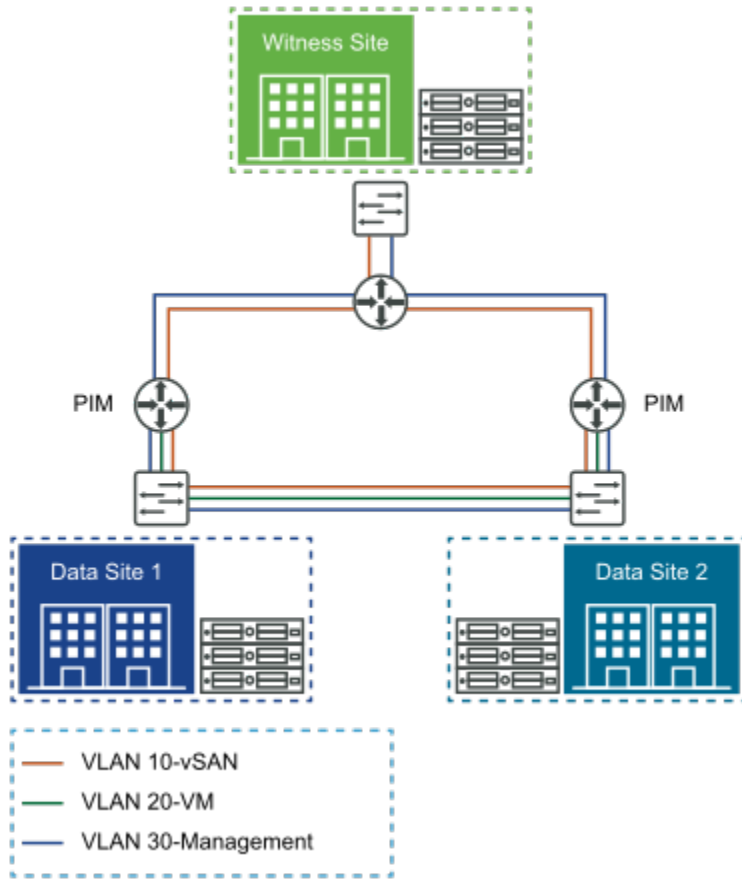 Witness Site
PIM
PIM
Data Site 1
Data Site 2
VLAN 10-vSAN
VLAN 20-VM
VLAN 30-Management